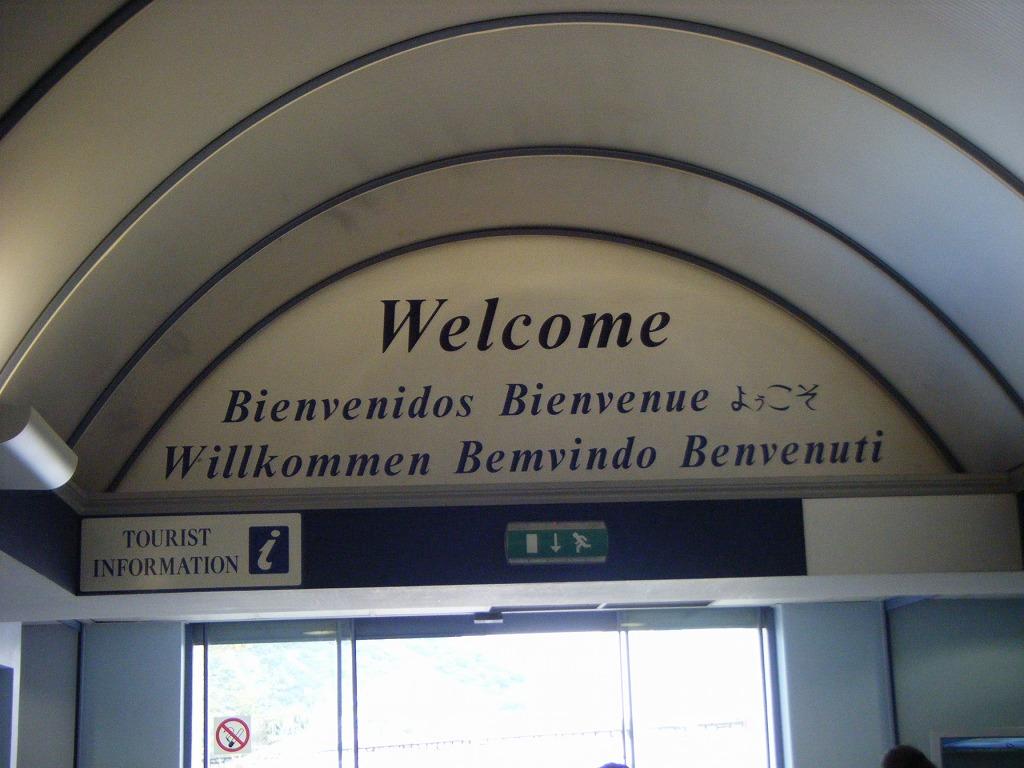 Welcome
Bienvenidos Bienvenue ようこそ
Willkommen Bemvindo Benvenuti
TOURIST
INFORMATION i